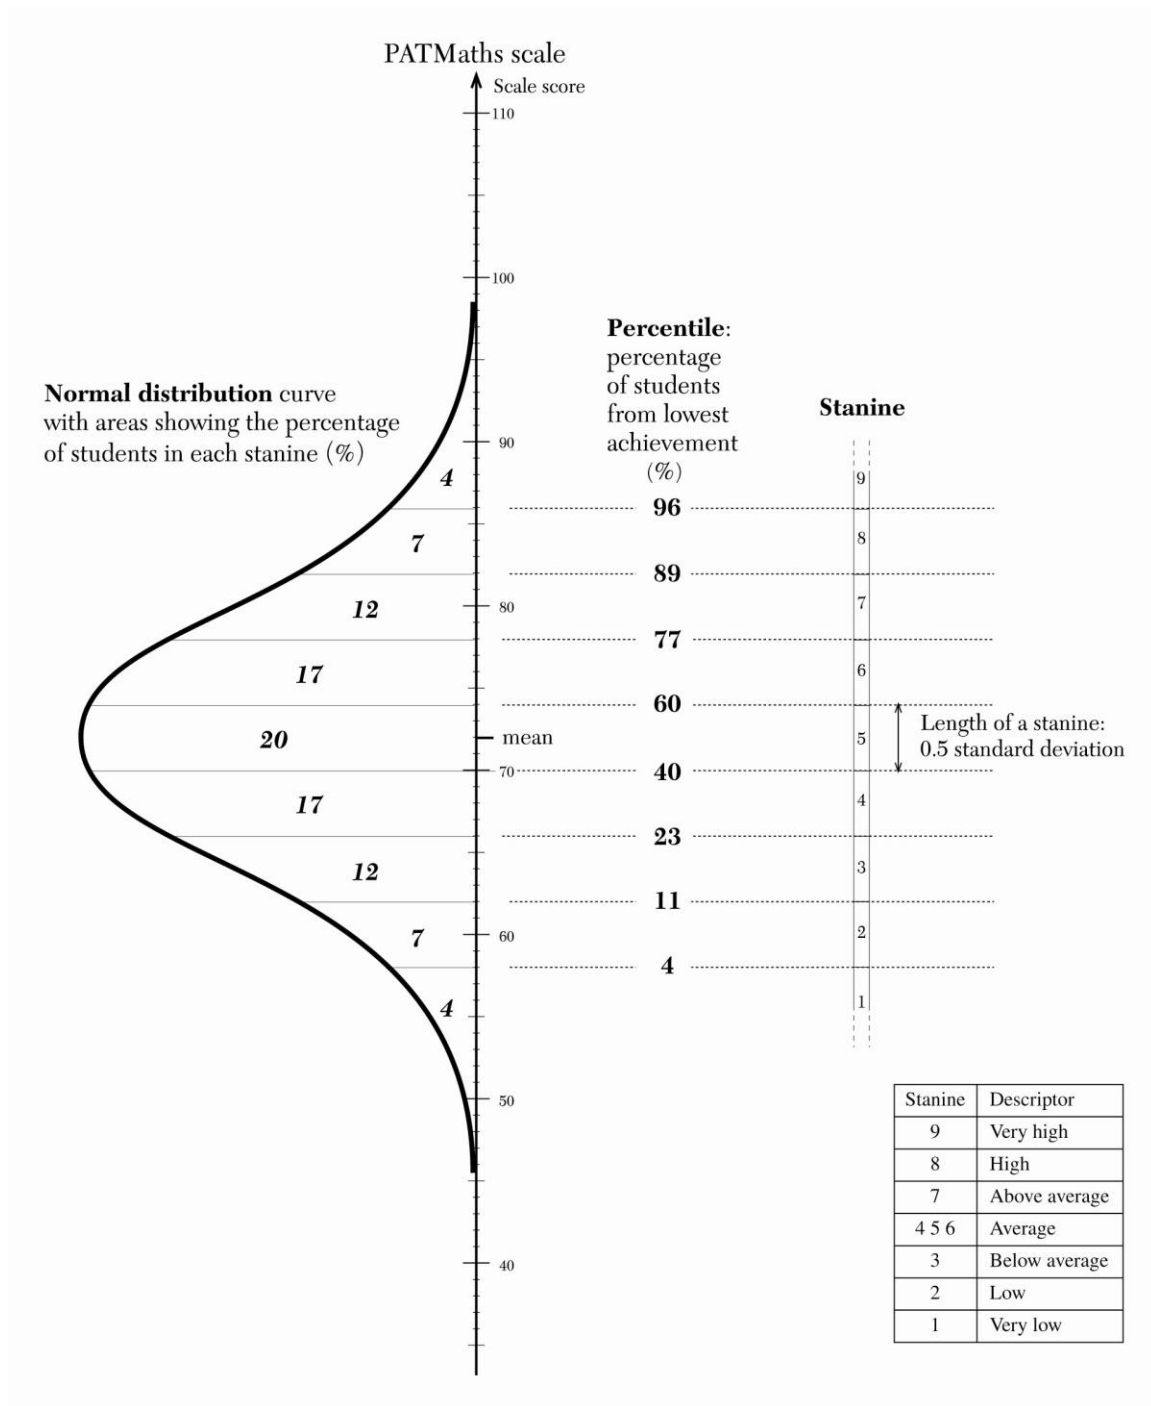 PATMaths scale
Scale score
110
100
90
80
mean
70
60
50
40
Normal distribution curve
with areas showing the percentage
of students in each stanine (%)
4
7
12
17
20
17
12
7
4
Percentile:
percentage
of students
from lowest
achievement
(%)
96
89
77
60
40
23
11
4
Stanine
9
8
7
6
5
4
3
2
1
Length of a stanine:
0.5 standard deviation
Stanine Descriptor
9 Very high
8 High
7 Above average
4 5 6 Average
3 Below average
2 Low
1 Very low